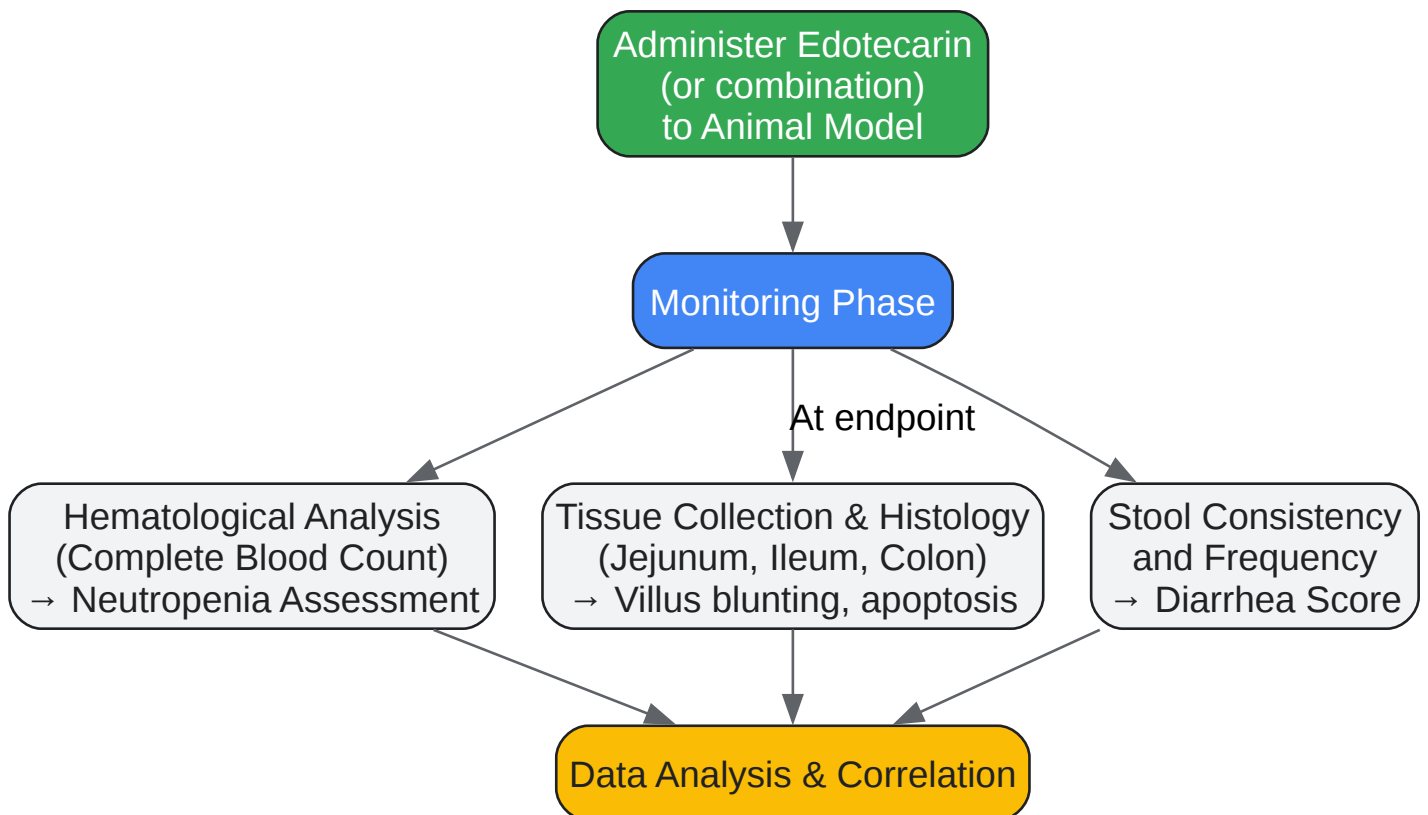 Administer Edotecarin
(or combination)
to Animal Model
Monitoring Phase
At endpoint
Hematological Analysis
(Complete Blood Count)
→ Neutropenia Assessment
Tissue Collection & Histology
(Jejunum, Ileum, Colon)
→ Villus blunting, apoptosis
Stool Consistency
and Frequency
→ Diarrhea Score
Data Analysis & Correlation